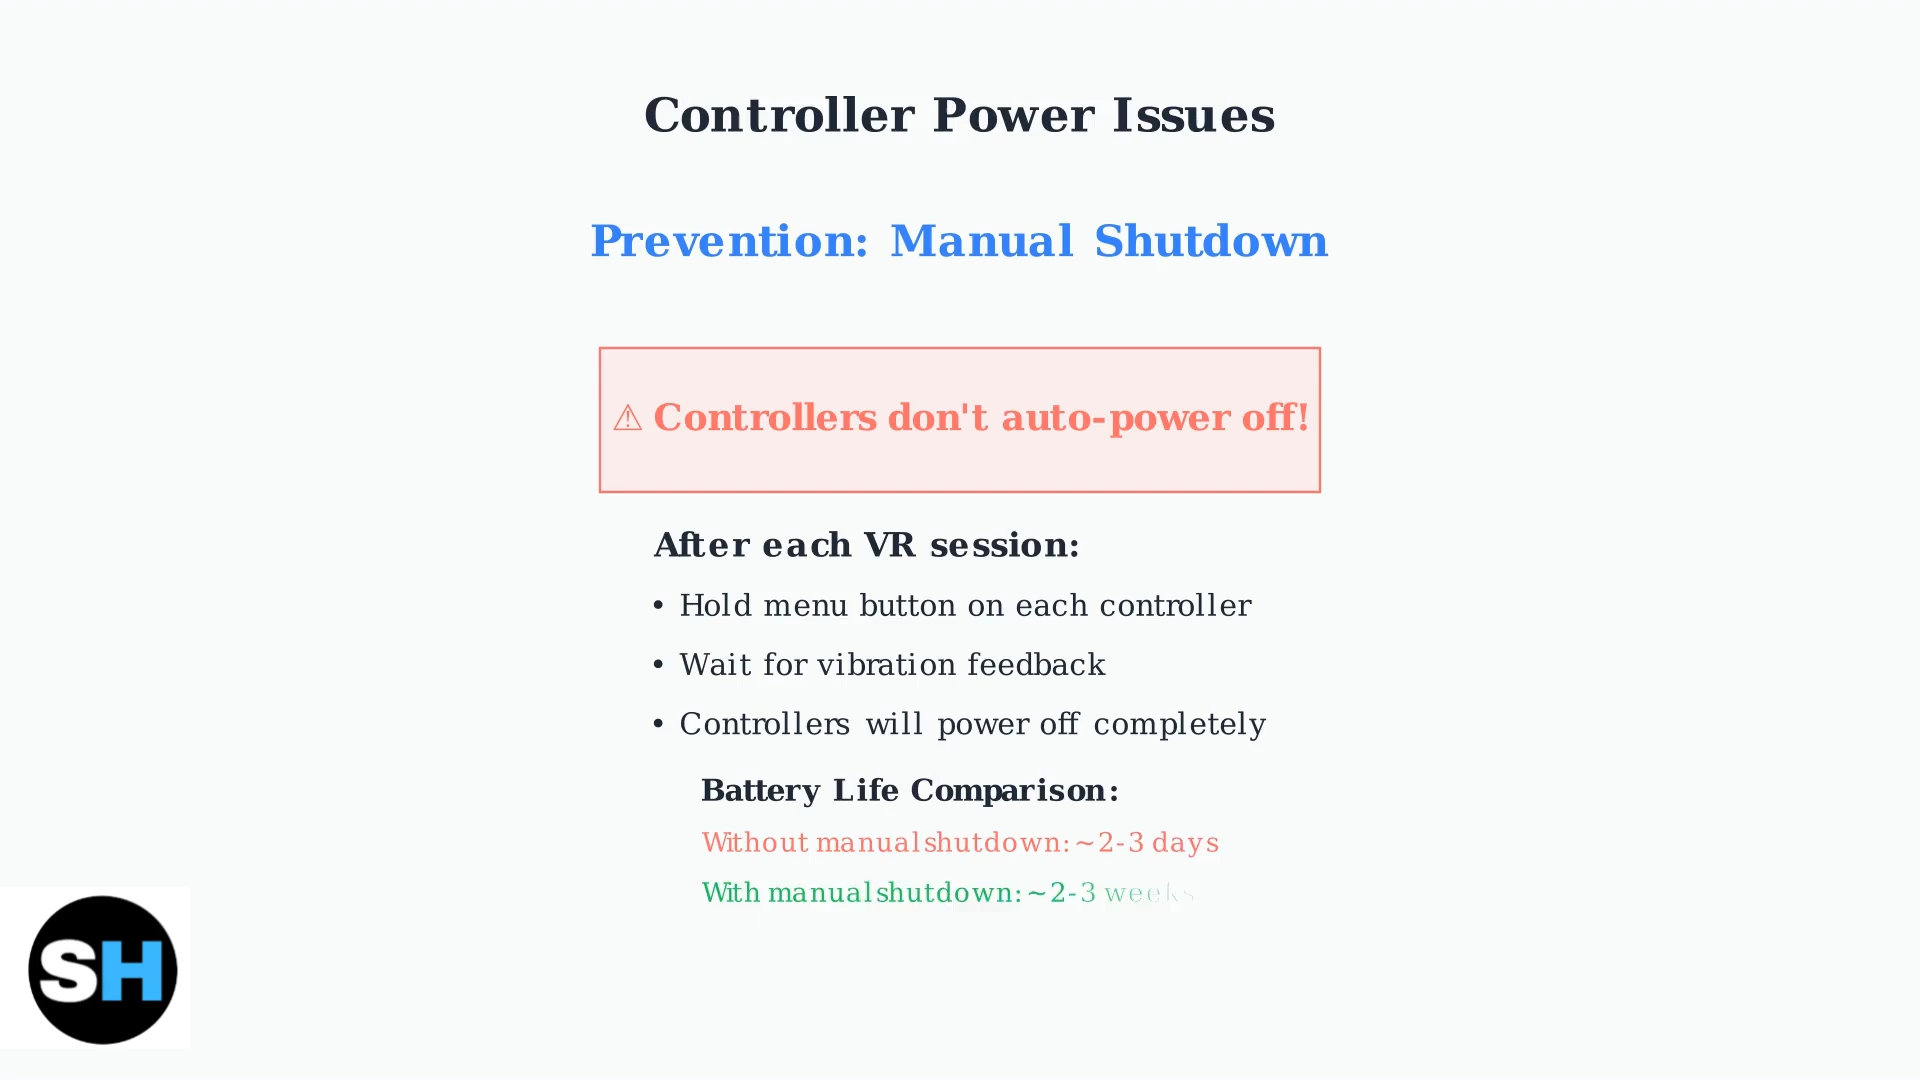 Controller Power Issues
Prevention: Manual Shutdown
⚠ Controllers don't auto-power off!
After each VR session:
• Hold menu button on each controller
• Wait for vibration feedback
• Controllers will power off completely
Battery Life Comparison:
Without manual shutdown: ~2-3 days
With manual shutdown: ~2-3 weeks
SH